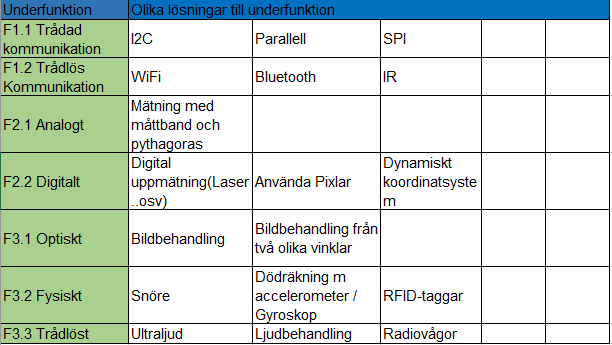 Underfunktion Olika lösningar till underfunktion
F1.1 Trådad
kommunikation
I2C
Parallell
SPI
F1.2 Trådlös
Kommunikation
WiFi
Bluetooth
IR
F2.1 Analogt
Mätning med
måttband och
pythagoras
F2.2 Digitalt
Digital
uppmätning(Laser
..osv)
Använda Pixlar
Dynamiskt
koordinatsyste
m
F3.1 Optiskt
Bildbehandling
Bildbehandling från
två olika vinklar
F3.2 Fysiskt
Snöre
Dödräkning m
accelerometer /
Gyroskop
RFID-taggar
F3.3 Trådlöst
Ultraljud
Ljudbehandling
Radiovågor